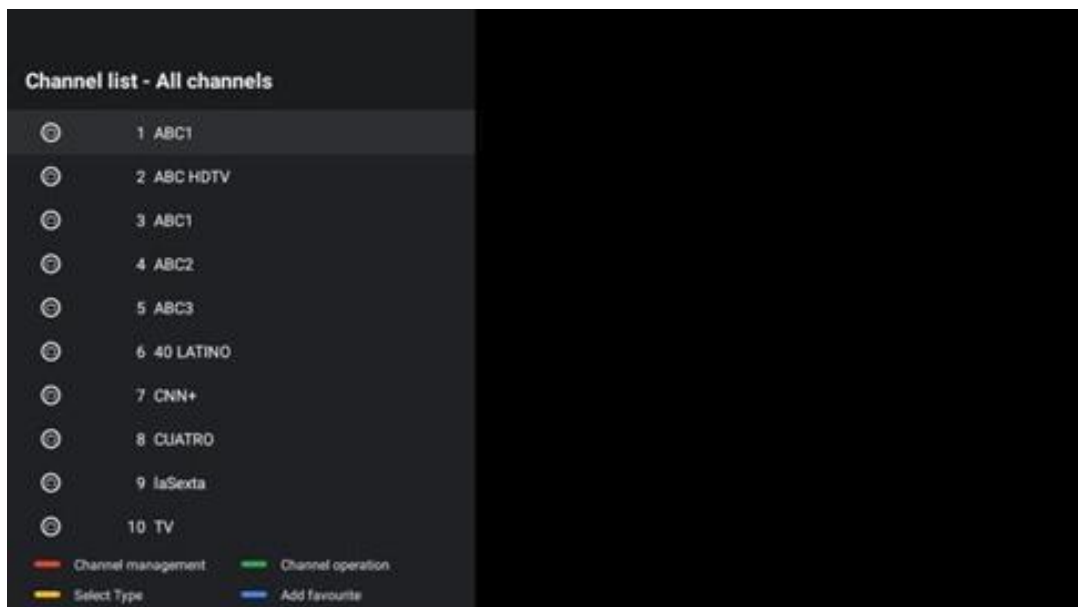 Channel list - All channels
1 ABC1
2 ABC HDTV
3 ABC1
4 ABC2
5 ABC3
6 40 LATINO
7 CNN+
8 CUATRO
9 laSexta
10 TV
Channel management Channel operation
Select Type Add favourite